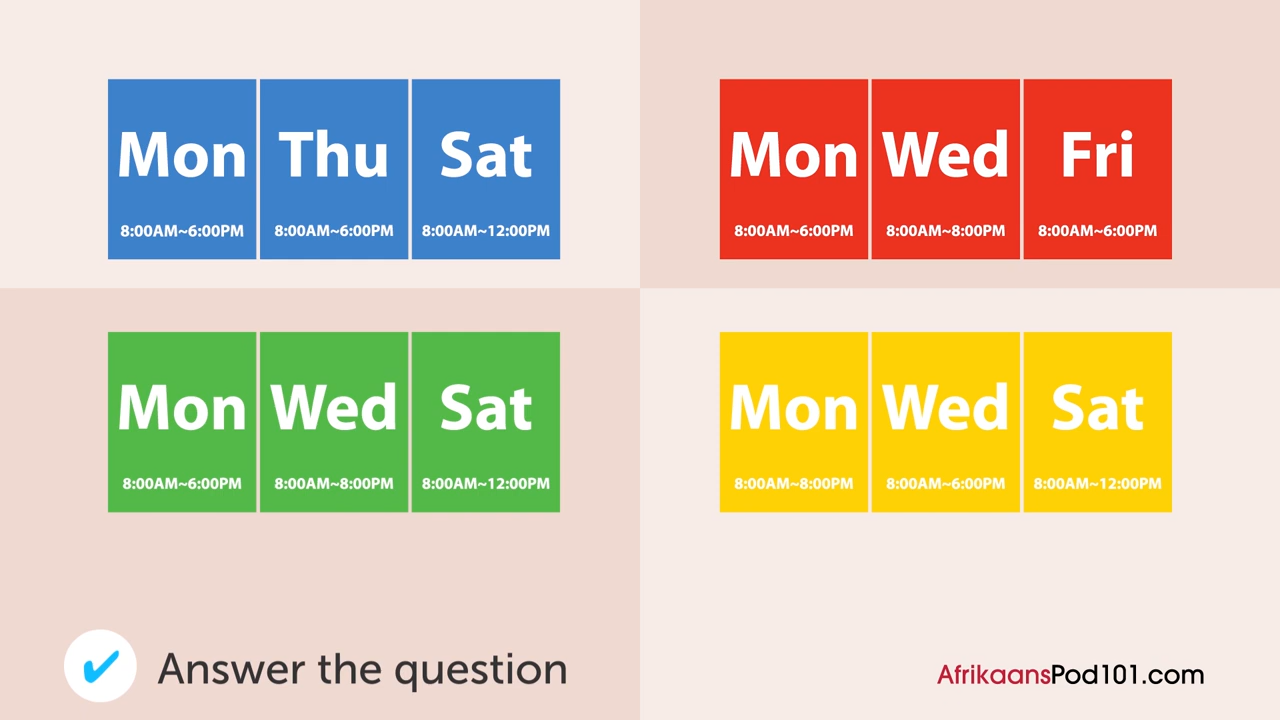 Mon Thu Sat
8:00AM~6:00PM 8:00AM~6:00PM 8:00AM~12:00PM
Mon Wed Fri
8:00AM~6:00PM 8:00AM~8:00PM 8:00AM~6:00PM
Mon Wed Sat
8:00AM~6:00PM 8:00AM~8:00PM 8:00AM~12:00PM
Mon Wed Sat
8:00AM~8:00PM 8:00AM~6:00PM 8:00AM~12:00PM
✔ Answer the question
AfrikaansPod101.com